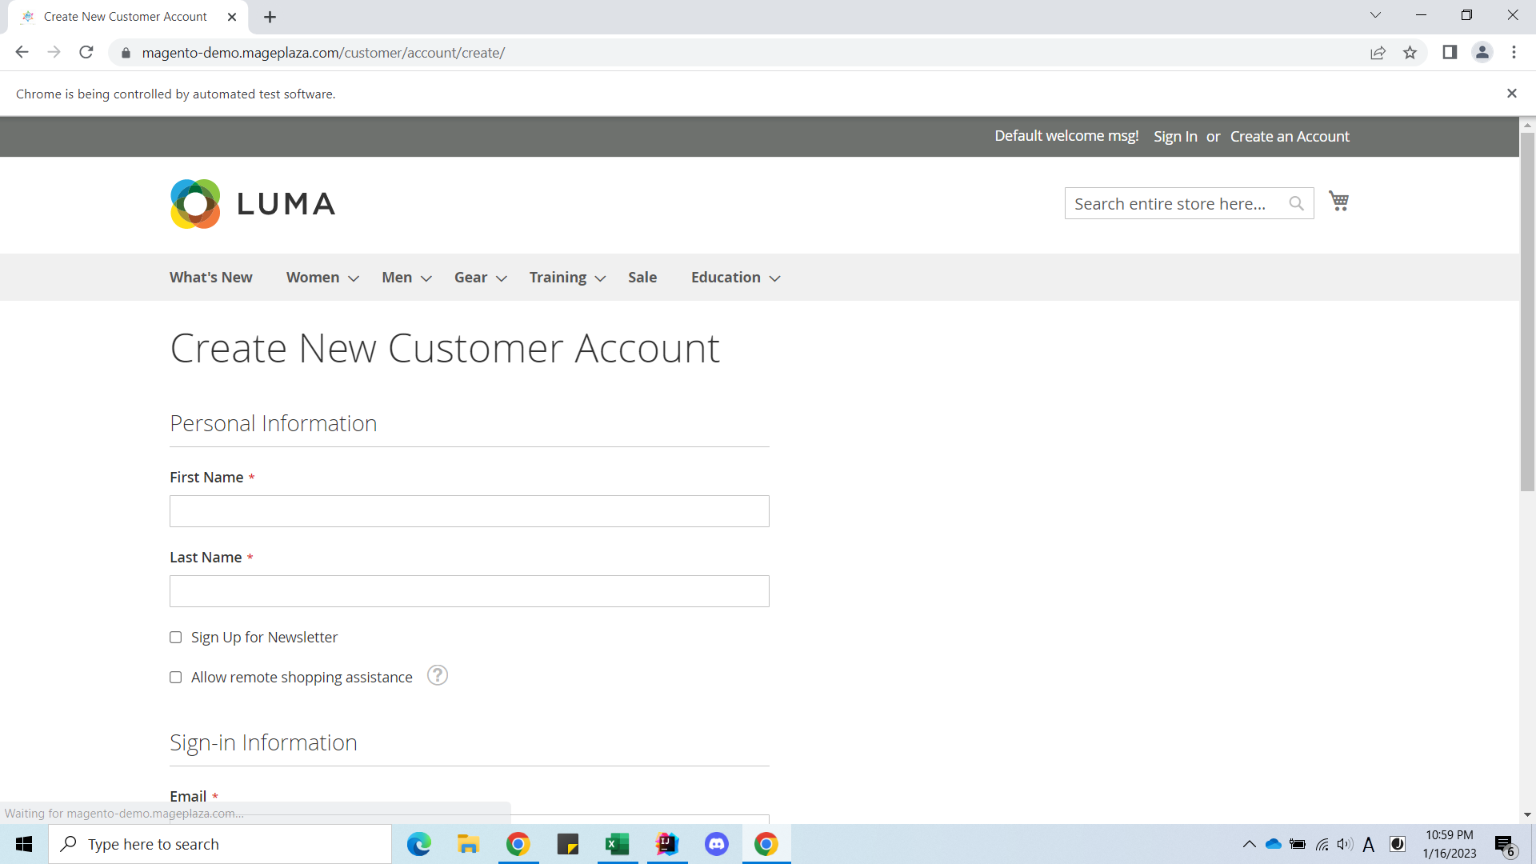 Create New Customer Account
magento-demo.mageplaza.com/customer/account/create/
Chrome is being controlled by automated test software.
Default welcome msg! Sign In or Create an Account
LUMA
Search entire store here...
What's New Women Men Gear Training Sale Education
Create New Customer Account
Personal Information
First Name *
Last Name *
Sign Up for Newsletter
Allow remote shopping assistance ?
Sign-in Information
Email *
Waiting for magento-demo.mageplaza.com...
Type here to search
A
10:59 PM
1/16/2023
6